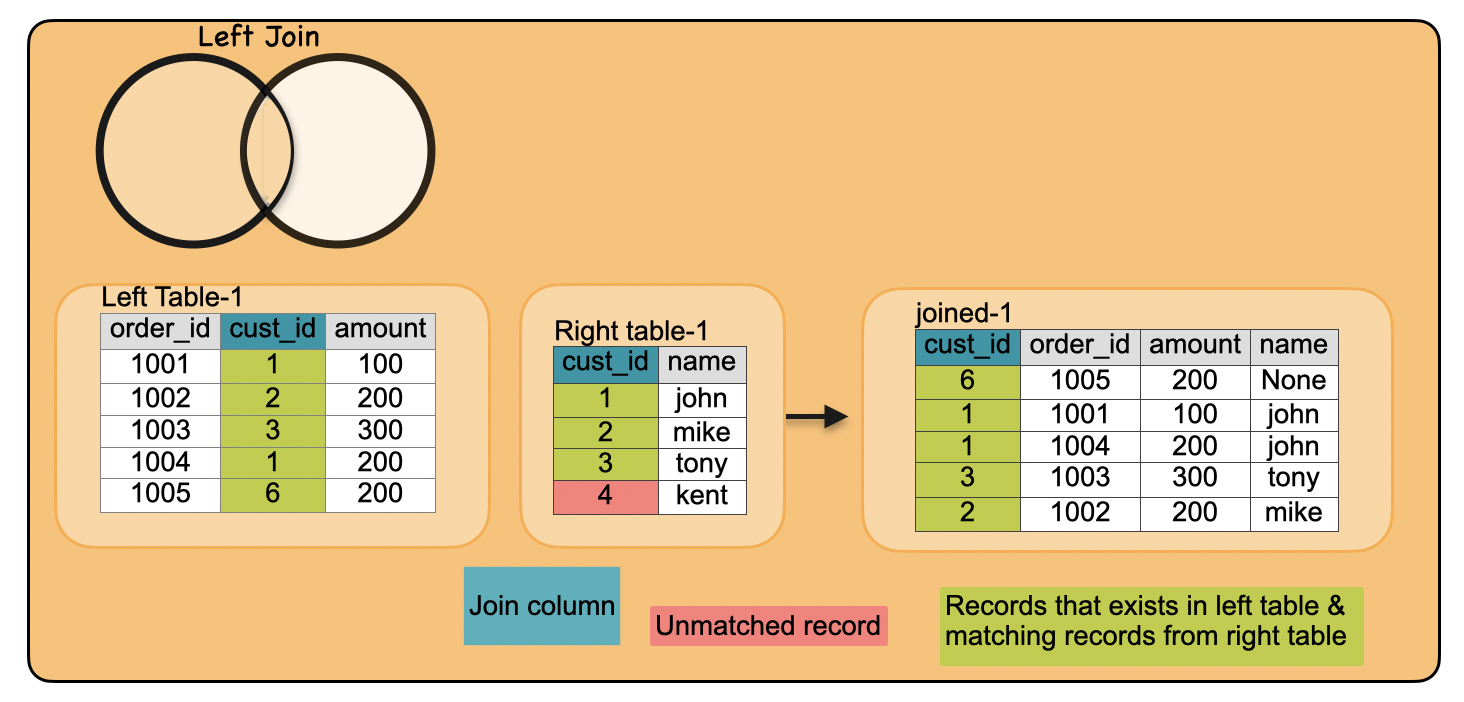 Left Join
Left Table-1
order_id cust_id amount
1001 1 100
1002 2 200
1003 3 300
1004 1 200
1005 6 200
Right table-1
cust_id name
1 john
2 mike
3 tony
4 kent
joined-1
cust_id order_id amount name
6 1005 200 None
1 1001 100 john
1 1004 200 john
3 1003 300 tony
2 1002 200 mike
Join column
Unmatched record
Records that exists in left table &
matching records from right table